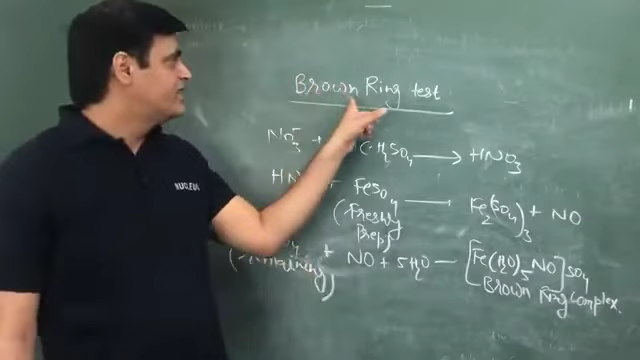 Brown Ring test
NO3⁻ + C·H2SO4 ⟶ HNO3
FeSO4 ⟶ Fe2(SO4)3 + NO
(Freshly
Prep)
+ NO + 5H2O — [Fe(H2O)5NO]SO4
Brown Ring Complex.